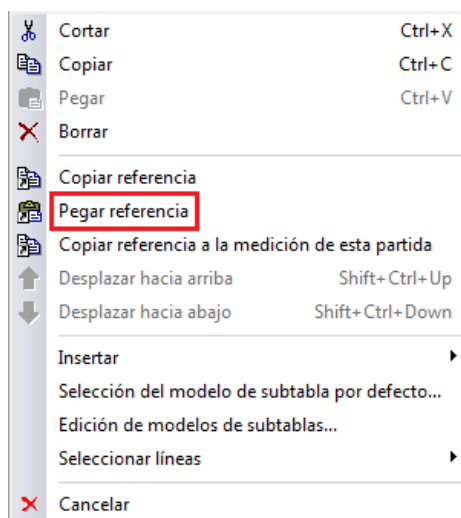 Cortar Ctrl+X
Copiar Ctrl+C
Pegar Ctrl+V
Borrar
Copiar referencia
Pegar referencia
Copiar referencia a la medición de esta partida
Desplazar hacia arriba Shift+Ctrl+Up
Desplazar hacia abajo Shift+Ctrl+Down
Insertar
Selección del modelo de subtabla por defecto...
Edición de modelos de subtablas...
Seleccionar líneas
Cancelar